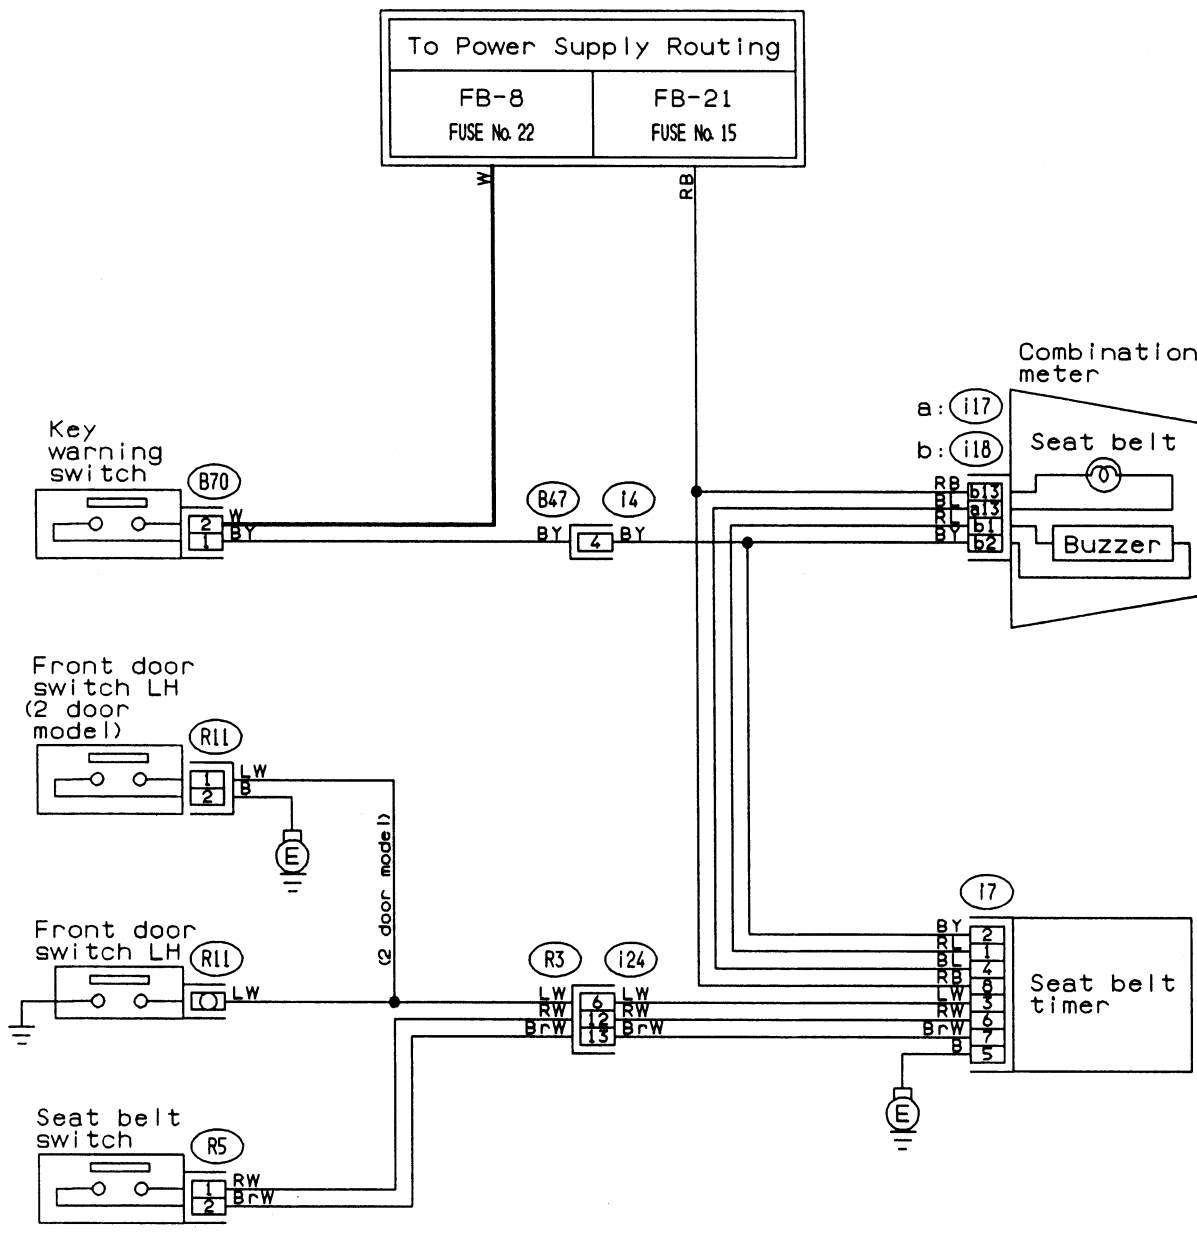 To Power Supply Routing
FB-8
FUSE No. 22
FB-21
FUSE No. 15
W
RB
Combination
meter
a: i17
b: i18
Seat belt
Buzzer
RB
BL
RL
BY
b13
a13
b1
b2
Key
warning
switch
B70
2
1
W
BY
B47
i4
BY
4
BY
Front door
switch LH
(2 door
model)
R11
1
2
LW
B
E
(2 door model)
Front door
switch LH
R11
LW
R3
i24
LW
RW
BrW
6
12
13
LW
RW
BrW
i7
BY
RL
BL
RB
LW
RW
BrW
B
2
1
4
8
3
6
7
5
Seat belt
timer
E
Seat belt
switch
R5
1
2
RW
BrW